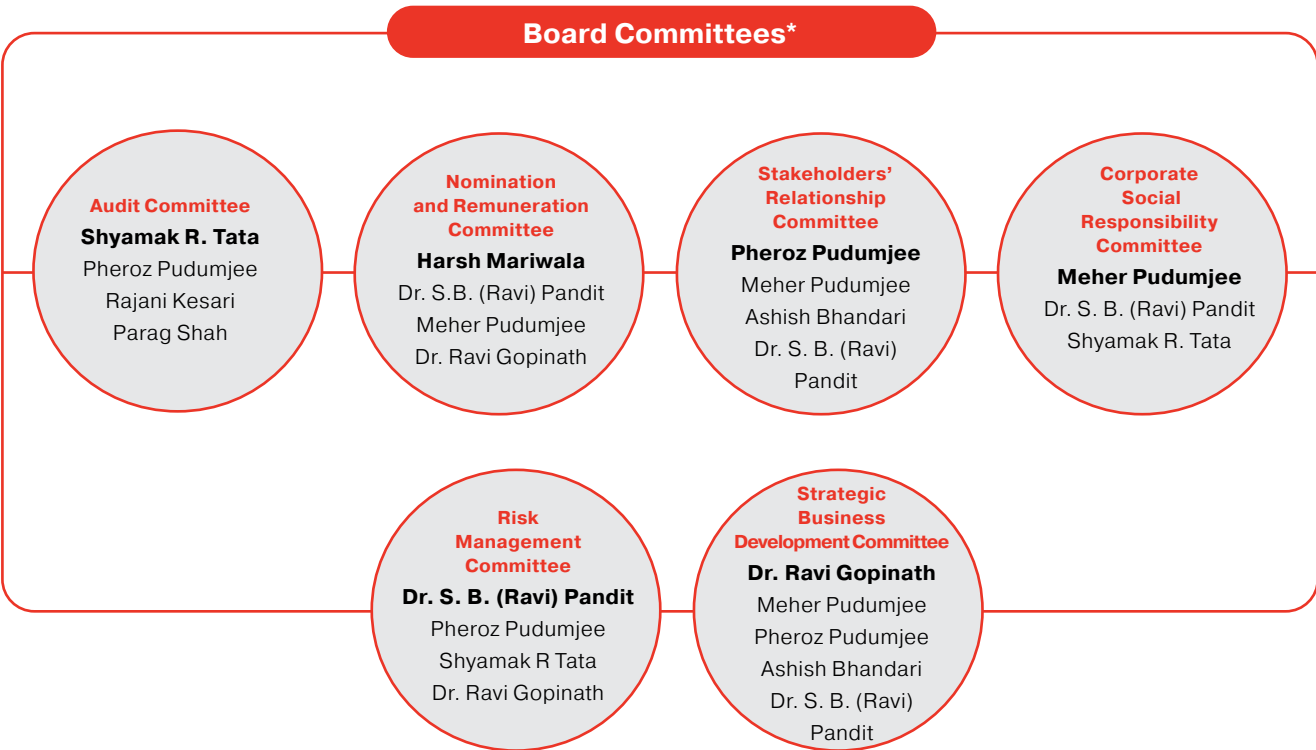 Board Committees*
Audit Committee
Shyamak R. Tata
Pheroz Pudumjee
Rajani Kesari
Parag Shah
Nomination
and Remuneration
Committee
Harsh Mariwala
Dr. S.B. (Ravi) Pandit
Meher Pudumjee
Dr. Ravi Gopinath
Stakeholders’
Relationship
Committee
Pheroz Pudumjee
Meher Pudumjee
Ashish Bhandari
Dr. S. B. (Ravi)
Pandit
Corporate
Social
Responsibility
Committee
Meher Pudumjee
Dr. S. B. (Ravi) Pandit
Shyamak R. Tata
Risk
Management
Committee
Dr. S. B. (Ravi) Pandit
Pheroz Pudumjee
Shyamak R Tata
Dr. Ravi Gopinath
Strategic
Business
Development Committee
Dr. Ravi Gopinath
Meher Pudumjee
Pheroz Pudumjee
Ashish Bhandari
Dr. S. B. (Ravi)
Pandit